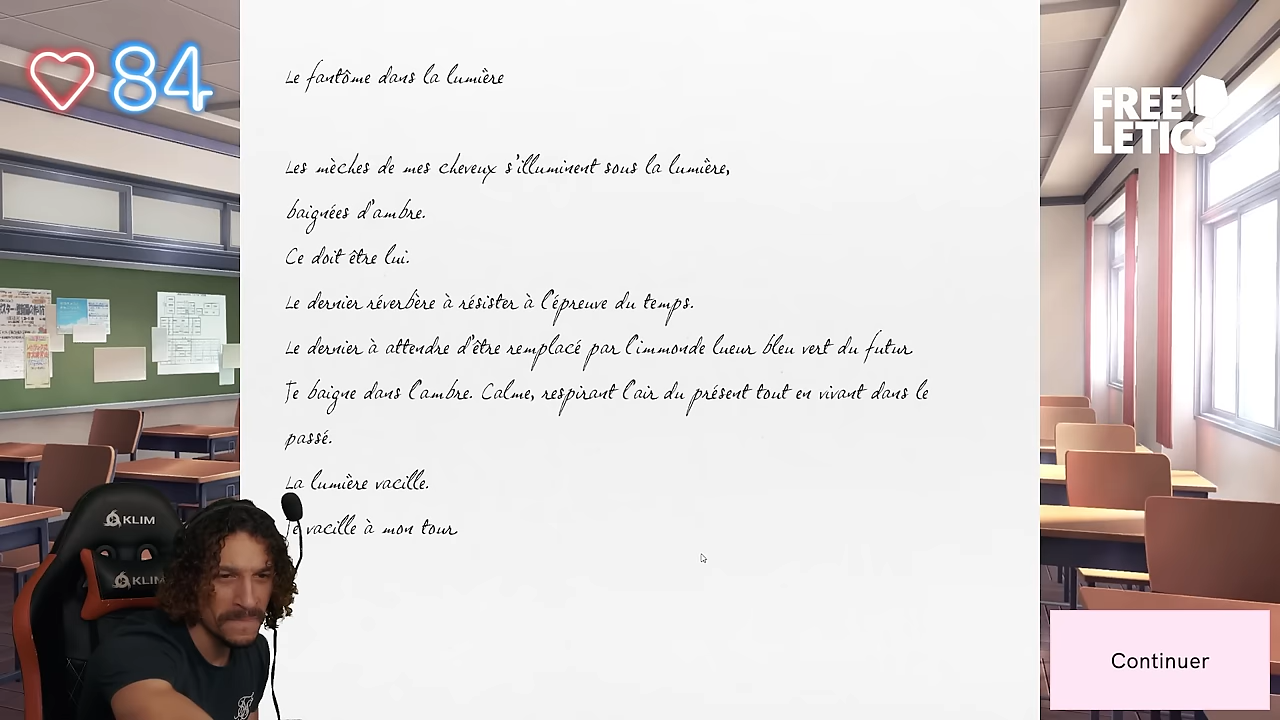 84
FREE
LETICS
Le fantôme dans la lumière
Les mèches de mes cheveux s'illuminent sous la lumière,
baignées d'ambre.
Ce doit être lui.
Le dernier réverbère à résister à l'épreuve du temps.
Le dernier à attendre d'être remplacé par l'immonde lueur bleu vert du futur
Je baigne dans l'ambre. Calme, respirant l'air du présent tout en vivant dans le
passé.
La lumière vacille.
Je vacille à mon tour
KLIM
KLIM
Continuer